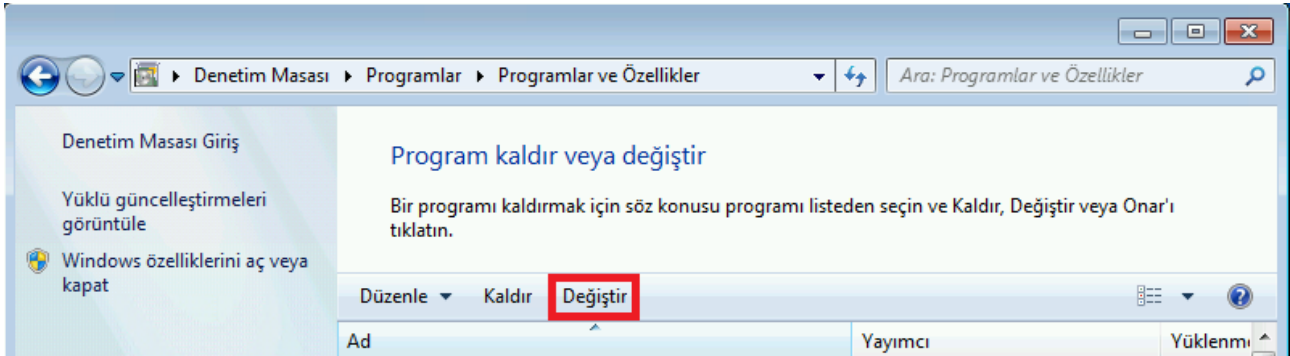 Denetim Masası ▸ Programlar ▸ Programlar ve Özellikler
Ara: Programlar ve Özellikler
Denetim Masası Giriş
Yüklü güncelleştirmeleri
görüntüle
Windows özelliklerini aç veya
kapat
Program kaldır veya değiştir
Bir programı kaldırmak için söz konusu programı listeden seçin ve Kaldır, Değiştir veya Onar'ı
tıklatın.
Düzenle Kaldır Değiştir
Ad Yayımcı